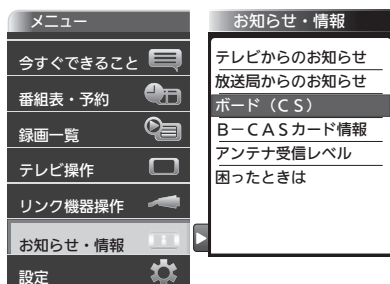 メニュー
今すぐできること
番組表・予約
録画一覧
テレビ操作
リンク機器操作
お知らせ・情報
設定
お知らせ・情報
テレビからのお知らせ
放送局からのお知らせ
ボード（ＣＳ）
Ｂ－ＣＡＳカード情報
アンテナ受信レベル
困ったときは